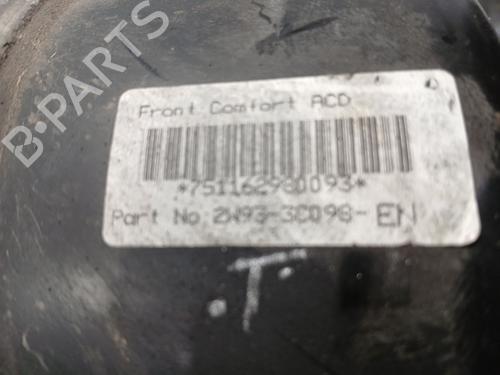 B-PARTS
Front Comfort ACD
*751162980093*
Part No 2W93-3C098-EN
.T.